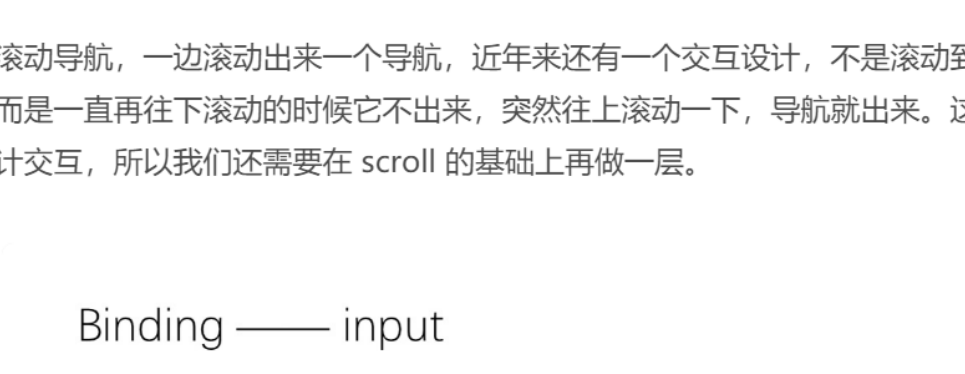 滚动导航，一边滚动出来一个导航，近年来还有一个交互设计，不是滚动到
而是一直再往下滚动的时候它不出来，突然往上滚动一下，导航就出来。这
计交互，所以我们还需要在 scroll 的基础上再做一层。
Binding —— input